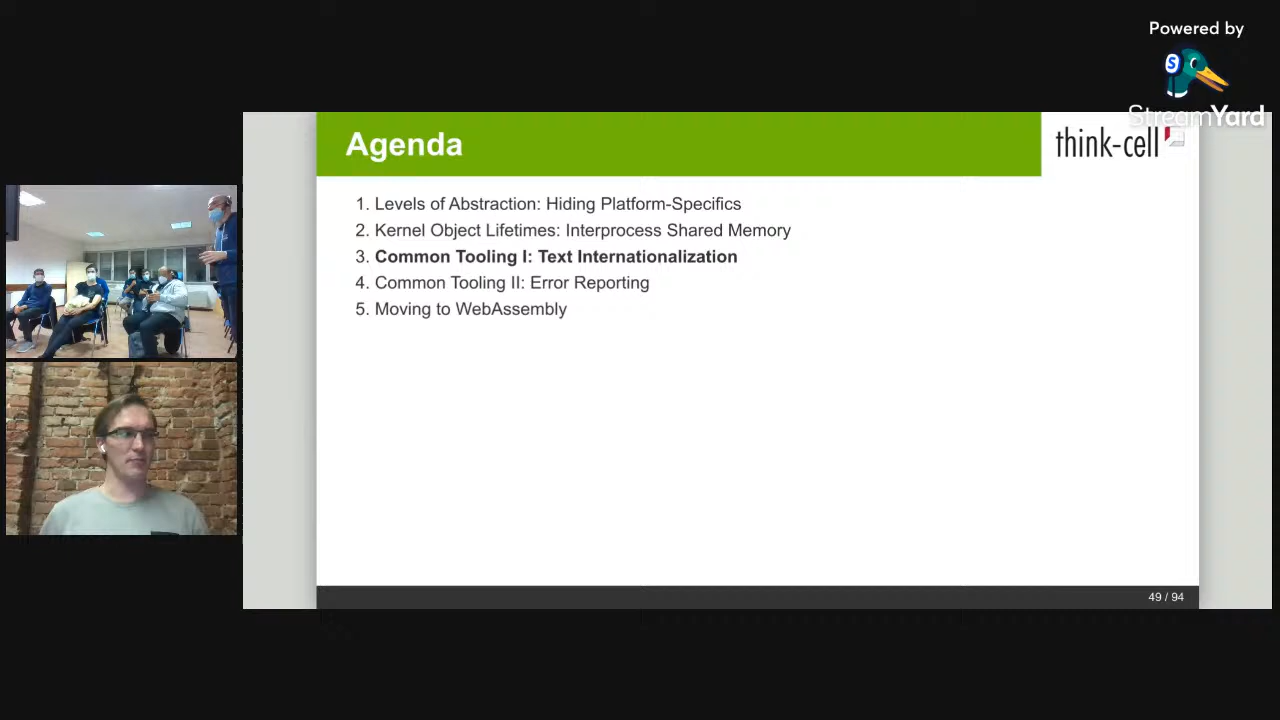 Powered by
S
StreamYard
Agenda
think-cell
1. Levels of Abstraction: Hiding Platform-Specifics
2. Kernel Object Lifetimes: Interprocess Shared Memory
3. Common Tooling I: Text Internationalization
4. Common Tooling II: Error Reporting
5. Moving to WebAssembly
49 / 94